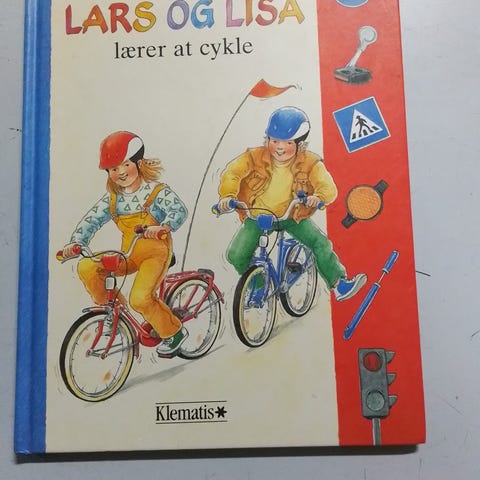 LARS OG LISA
lærer at cykle
Klematis*